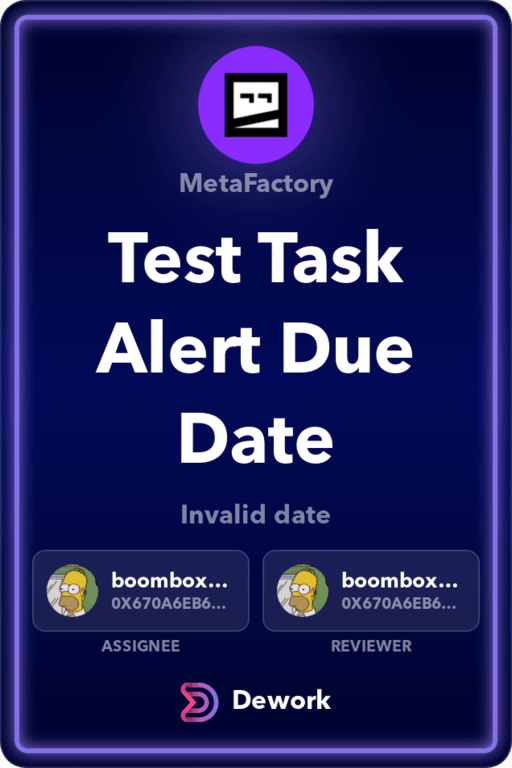 MetaFactory
Test Task
Alert Due
Date
Invalid date
boombox...
0X670A6EB6...
ASSIGNEE
boombox...
0X670A6EB6...
REVIEWER
Dework